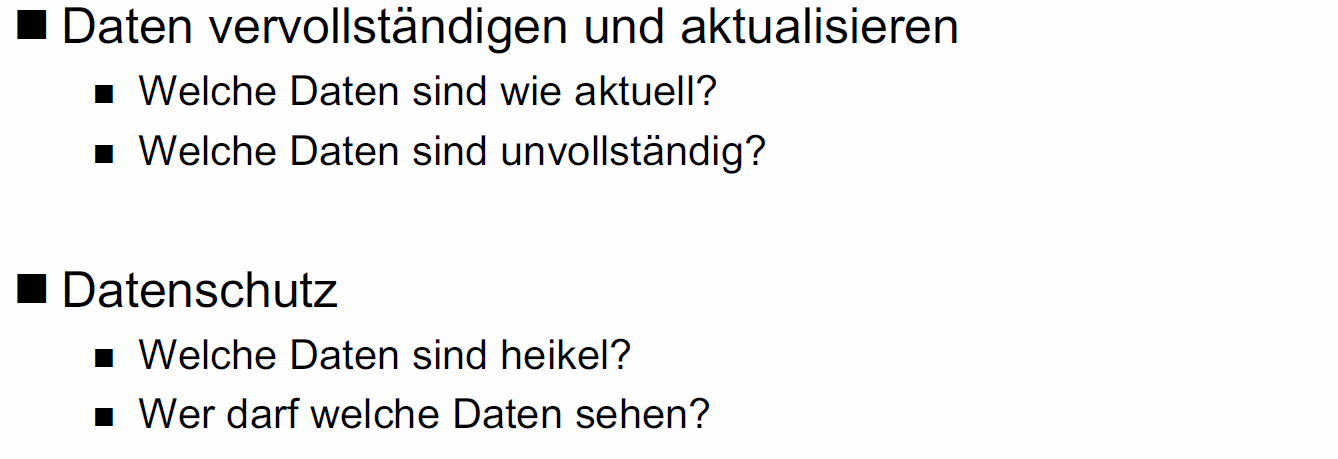 Daten vervollständigen und aktualisieren
Welche Daten sind wie aktuell?
Welche Daten sind unvollständig?
Datenschutz
Welche Daten sind heikel?
Wer darf welche Daten sehen?